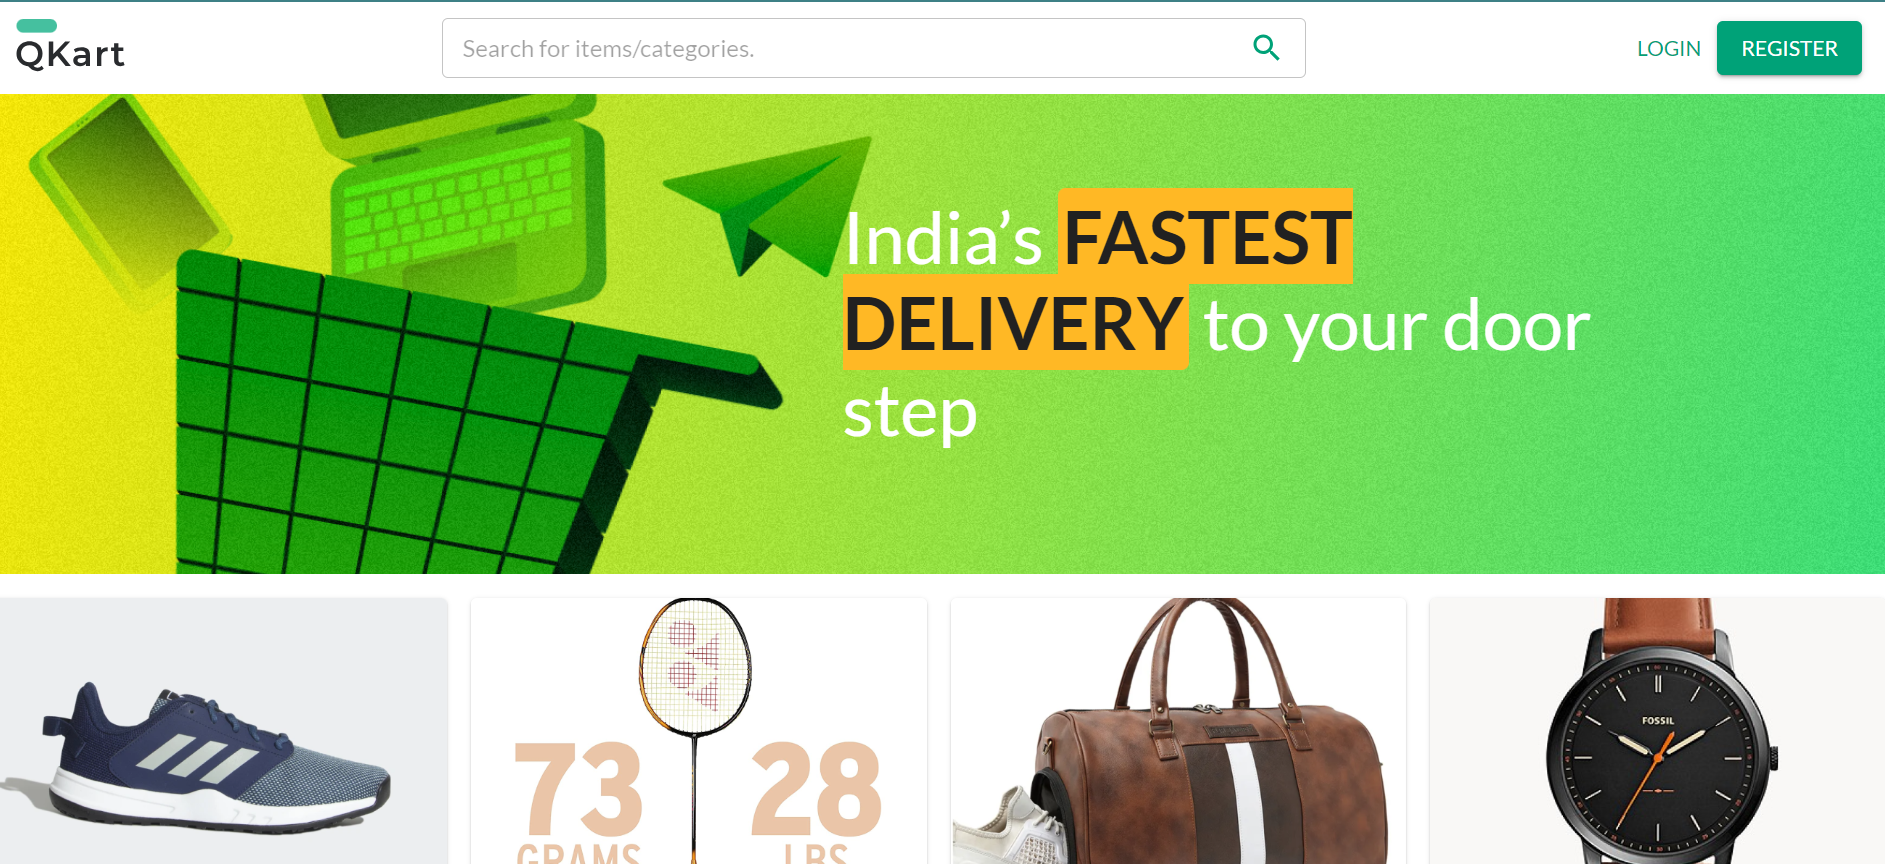 QKart
Search for items/categories.
LOGIN
REGISTER
India’s FASTEST
DELIVERY to your door
step
73
GRAMS
28
LBS
FOSSIL